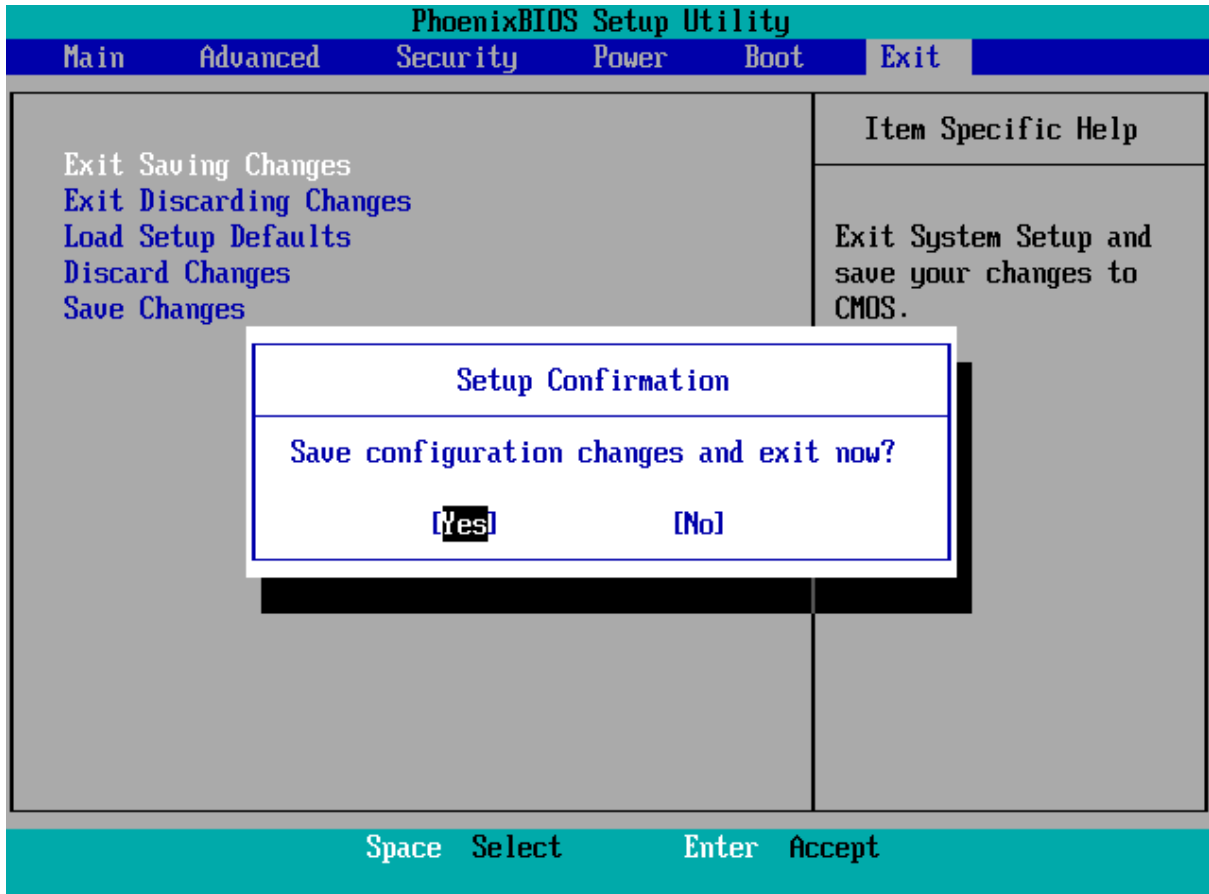 PhoenixBIOS Setup Utility
Main Advanced Security Power Boot Exit
Item Specific Help
Exit Saving Changes
Exit Discarding Changes
Load Setup Defaults
Discard Changes
Save Changes
Exit System Setup and
save your changes to
CMOS.
Setup Confirmation
Save configuration changes and exit now?
[Yes] [No]
Space Select Enter Accept